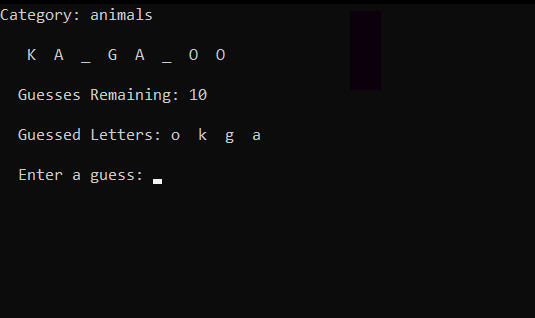 Category: animals
K A _ G A _ O O
Guesses Remaining: 10
Guessed Letters: o k g a
Enter a guess: